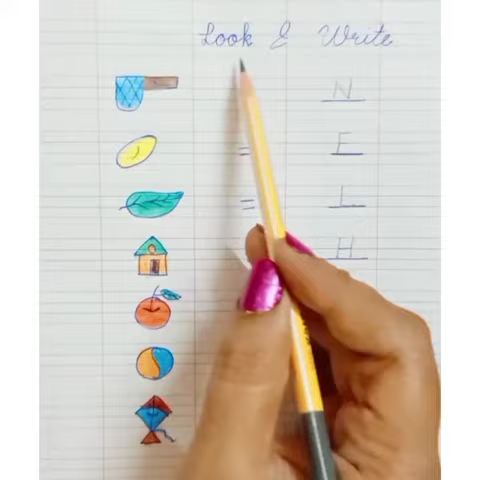 Look & Write
N
= E
= L
H